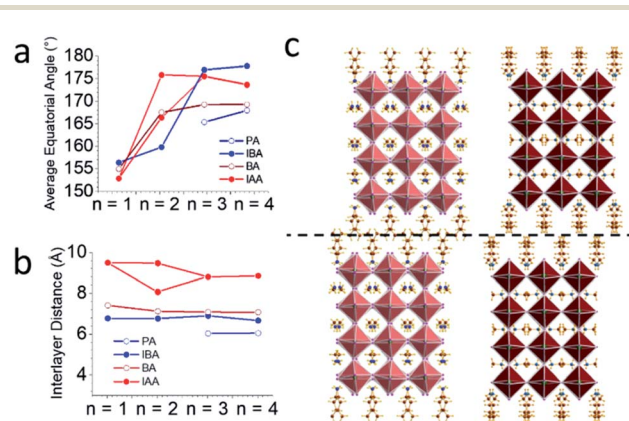 a
Average Equatorial Angle (°)
180
175
170
165
160
155
150
PA
IBA
BA
IAA
n = 1 n = 2 n = 3 n = 4
b
Interlayer Distance (Å)
10
8
6
4
PA
IBA
BA
IAA
n = 1 n = 2 n = 3 n = 4
c